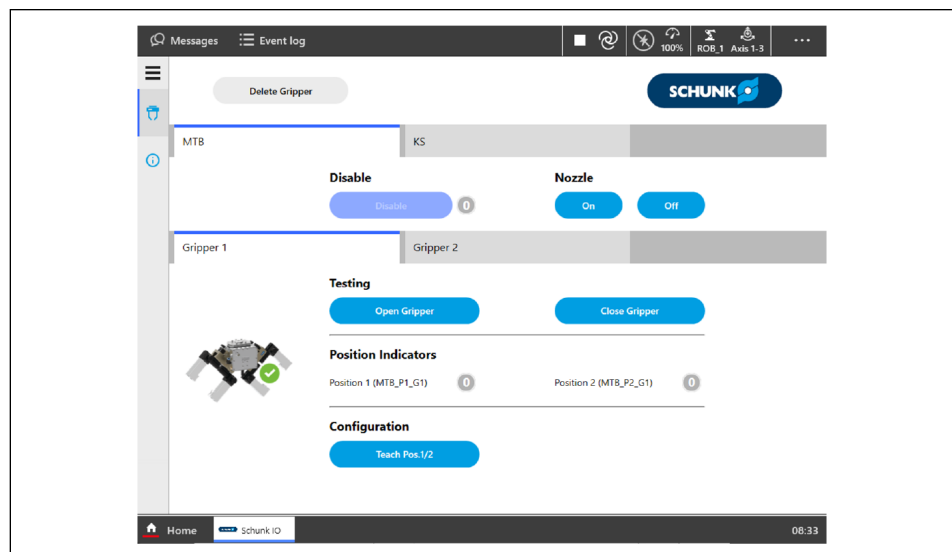 Messages Event log 100% ROB_1 Axis 1-3
Delete Gripper SCHUNK
MTB KS
Disable Nozzle
Disable 0 On Off
Gripper 1 Gripper 2
Testing
Open Gripper Close Gripper
Position Indicators
Position 1 (MTB_P1_G1) 0 Position 2 (MTB_P2_G1) 0
Configuration
Teach Pos.1/2
Home SCHUNK Schunk IO 08:33